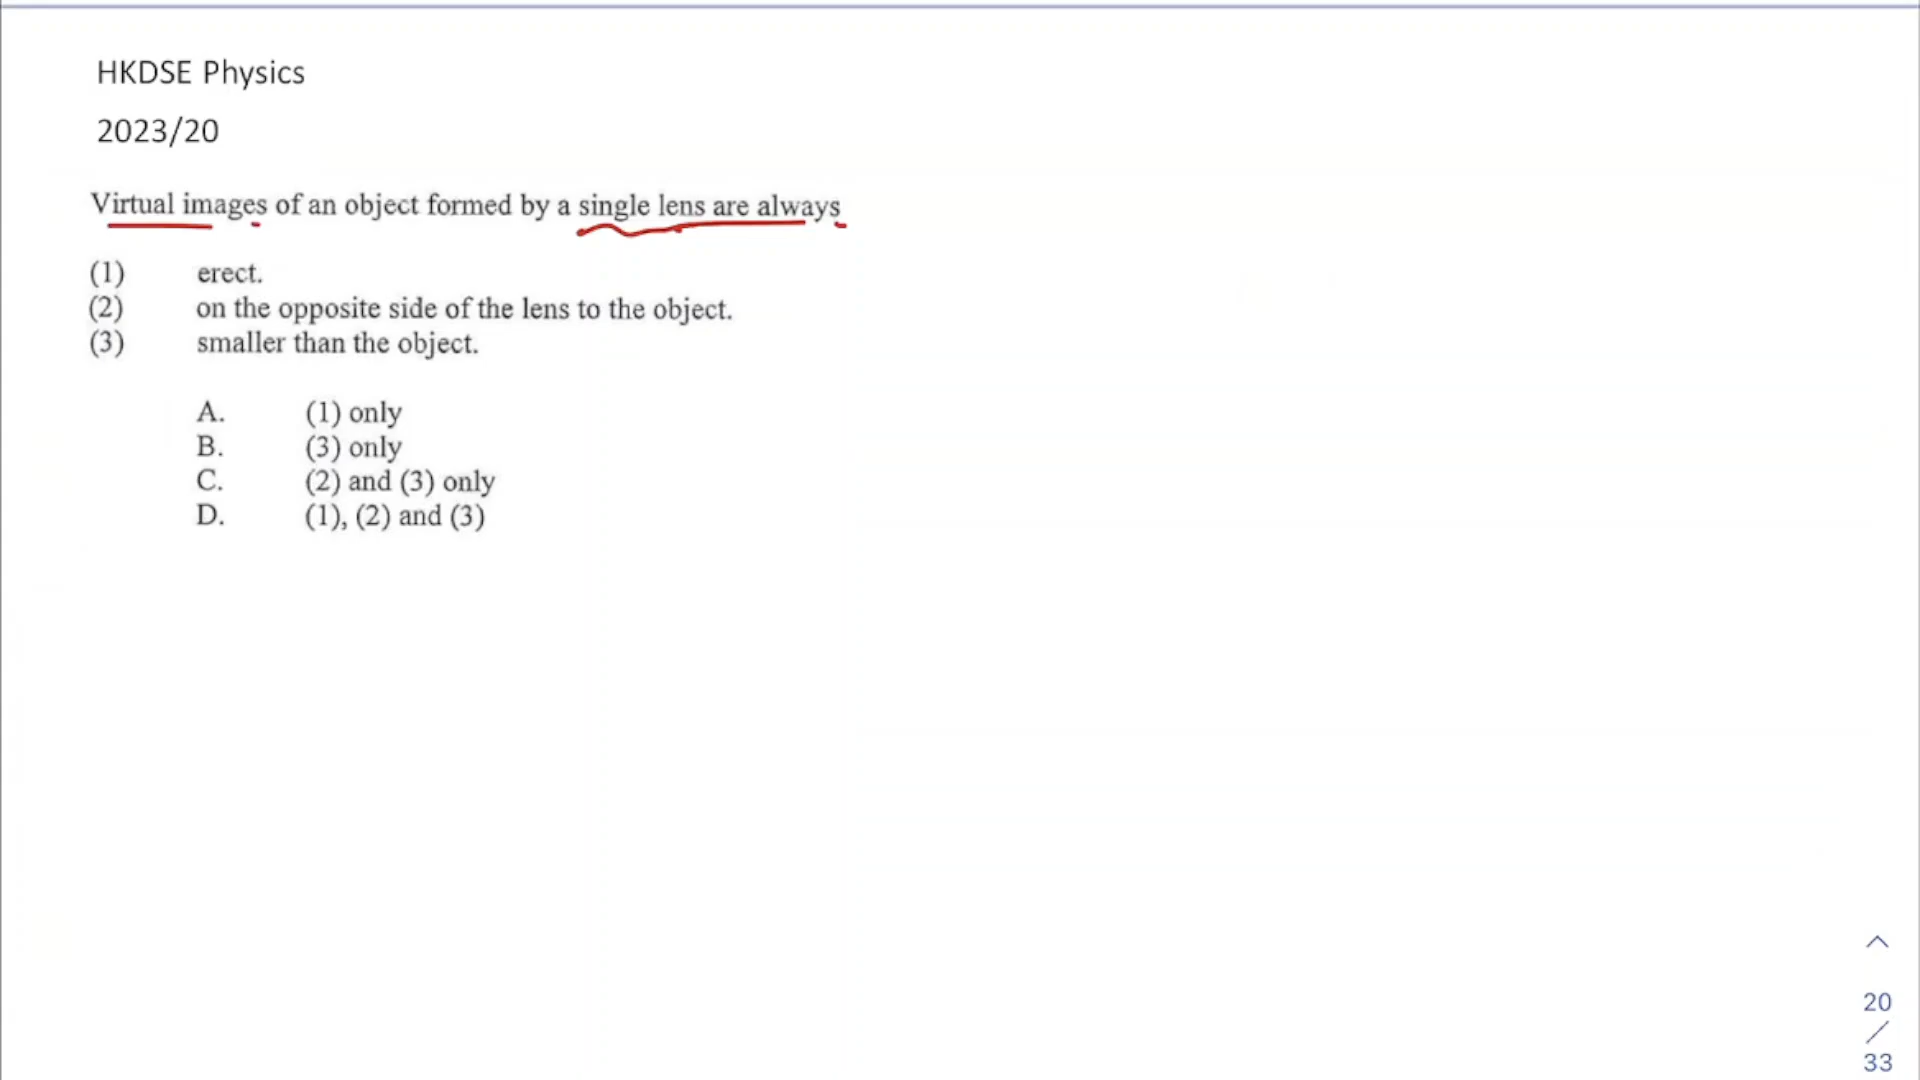 HKDSE Physics
2023/20
Virtual images of an object formed by a single lens are always
(1) erect.
(2) on the opposite side of the lens to the object.
(3) smaller than the object.
A. (1) only
B. (3) only
C. (2) and (3) only
D. (1), (2) and (3)
20
/
33